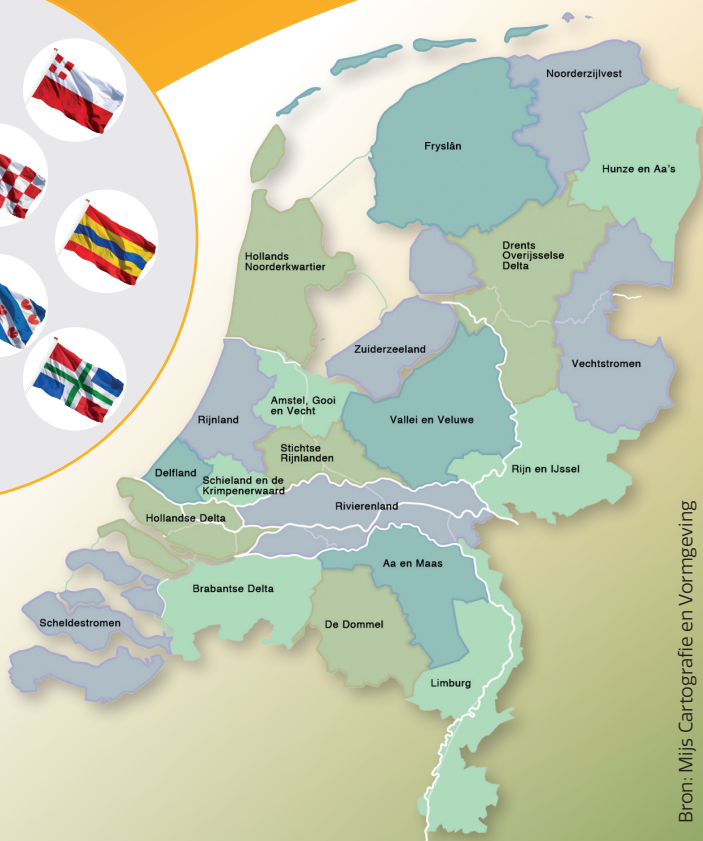 Noorderzijlvest
Fryslân
Hunze en Aa's
Hollands
Noorderkwartier
Drents
Overijsselse
Delta
Zuiderzeeland
Vechtstromen
Amstel, Gooi
en Vecht
Rijnland
Vallei en Veluwe
Stichtse
Rijnlanden
Delfland
Schieland en de
Krimpenerwaard
Rijn en IJssel
Rivierenland
Hollandse Delta
Aa en Maas
Brabantse Delta
Scheldestromen
De Dommel
Limburg
Bron: Mijs Cartografie en Vormgeving